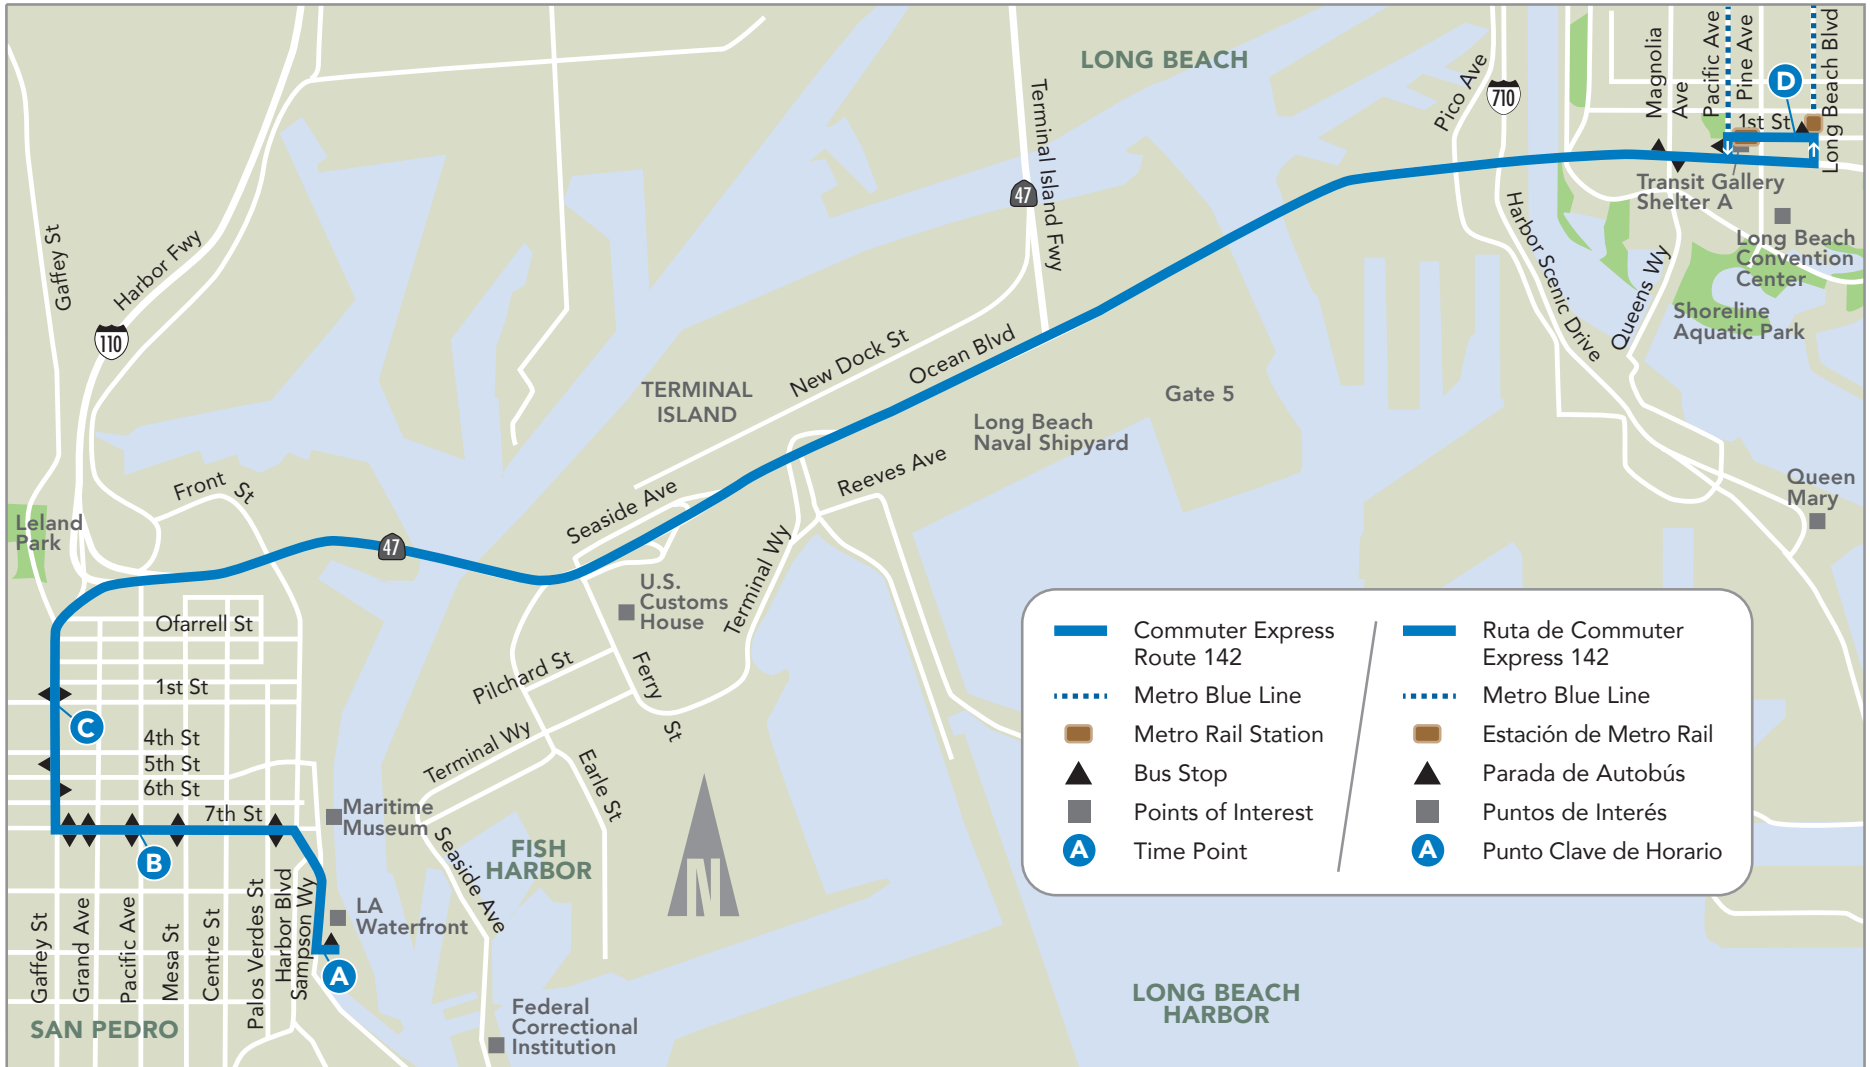 LONG BEACH
Pico Ave
710
Magnolia
Ave
Pacific Ave
Pine Ave
Long Beach Blvd
D
1st St
Transit Gallery
Shelter A
Long Beach
Convention
Center
Shoreline
Aquatic Park
Queens Wy
Harbor Scenic Drive
Queen
Mary
Terminal Island Fwy
47
Gaffey St
Harbor Fwy
110
New Dock St
Ocean Blvd
TERMINAL
ISLAND
Gate 5
Long Beach
Naval Shipyard
Reeves Ave
Seaside Ave
Front St
Leland
Park
47
U.S.
Customs
House
Terminal Wy
Ofarrell St
Pilchard St
Ferry St
1st St
C
4th St
5th St
6th St
7th St
B
Terminal Wy
Earle St
Maritime
Museum
Seaside Ave
FISH
HARBOR
N
LA
Waterfront
A
Gaffey St
Grand Ave
Pacific Ave
Mesa St
Centre St
Palos Verdes St
Harbor Blvd
Sampson Wy
SAN PEDRO
Federal
Correctional
Institution
LONG BEACH
HARBOR
Commuter Express
Route 142
Metro Blue Line
Metro Rail Station
Bus Stop
Points of Interest
A Time Point
Ruta de Commuter
Express 142
Metro Blue Line
Estación de Metro Rail
Parada de Autobús
Puntos de Interés
A Punto Clave de Horario